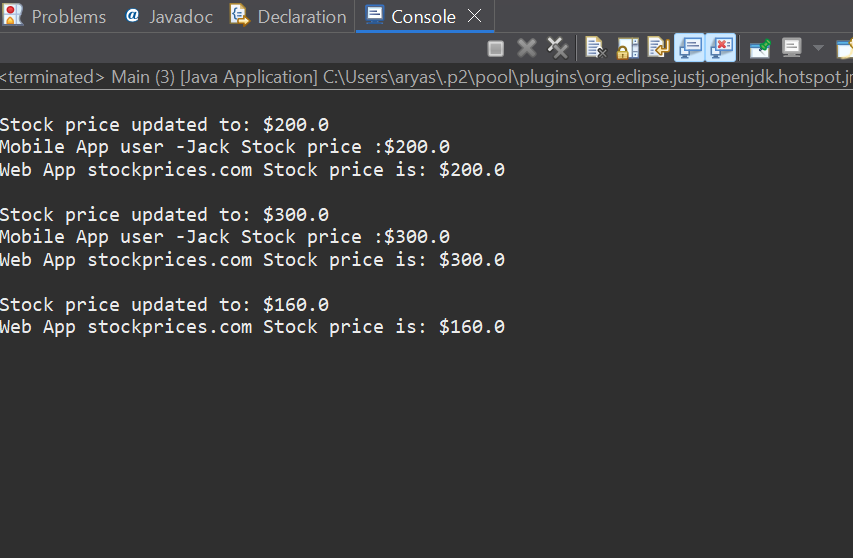 Problems @ Javadoc Declaration Console
<terminated> Main (3) [Java Application] C:\Users\aryas\.p2\pool\plugins\org.eclipse.justj.openjdk.hotspot.jr
Stock price updated to: $200.0
Mobile App user -Jack Stock price :$200.0
Web App stockprices.com Stock price is: $200.0
Stock price updated to: $300.0
Mobile App user -Jack Stock price :$300.0
Web App stockprices.com Stock price is: $300.0
Stock price updated to: $160.0
Web App stockprices.com Stock price is: $160.0